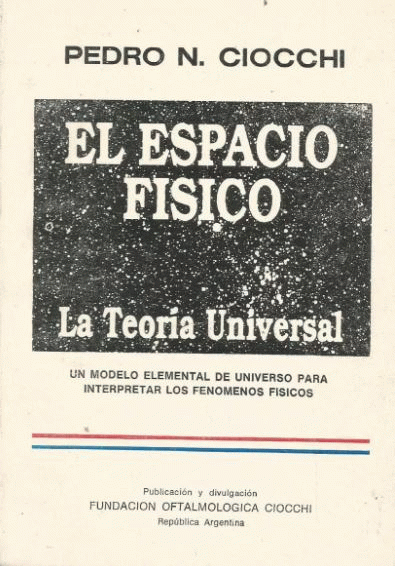 PEDRO N. CIOCCHI
EL ESPACIO
FISICO
La Teoría Universal
UN MODELO ELEMENTAL DE UNIVERSO PARA
INTERPRETAR LOS FENOMENOS FISICOS
Publicación y divulgación
FUNDACION OFTALMOLOGICA CIOCCHI
República Argentina